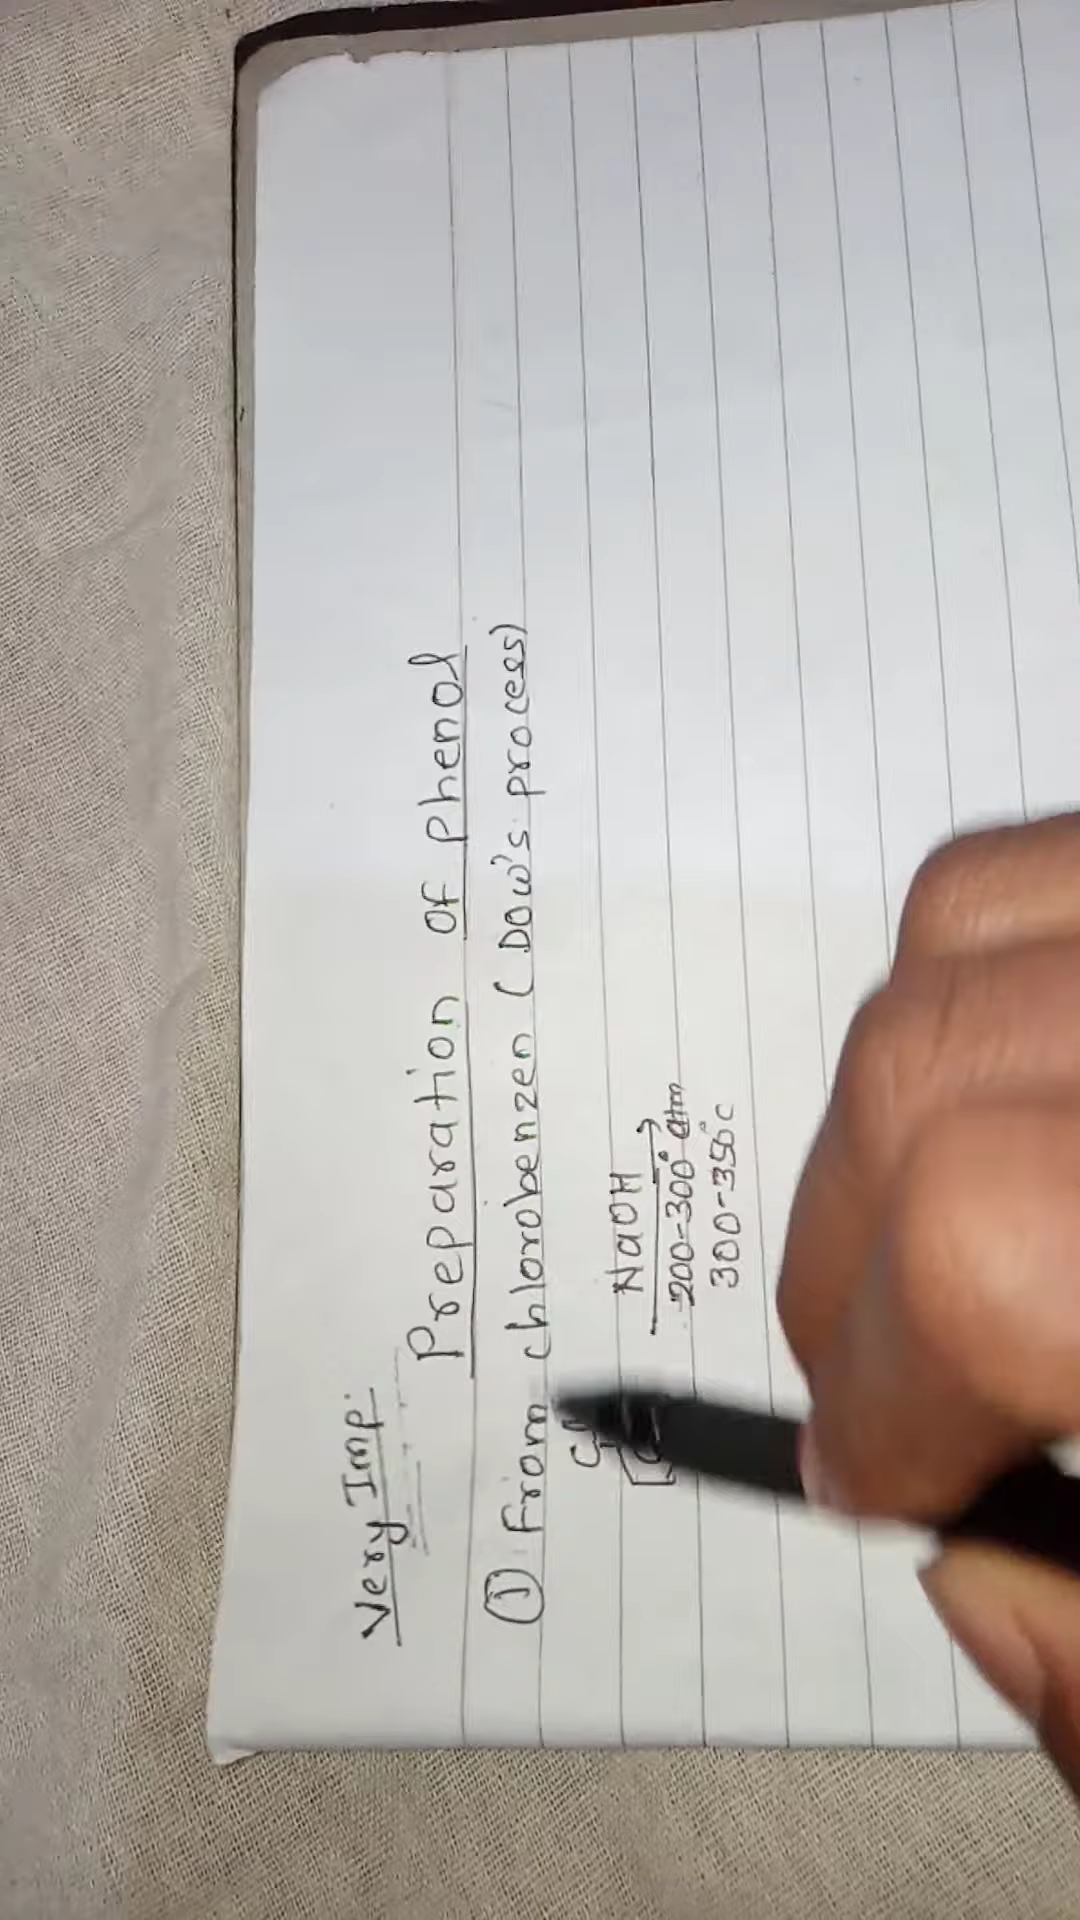 Very Imp.
Preparation of phenol
① From chlorobenzen (Dow's process)
NaOH
200-300° atm
300-350°c